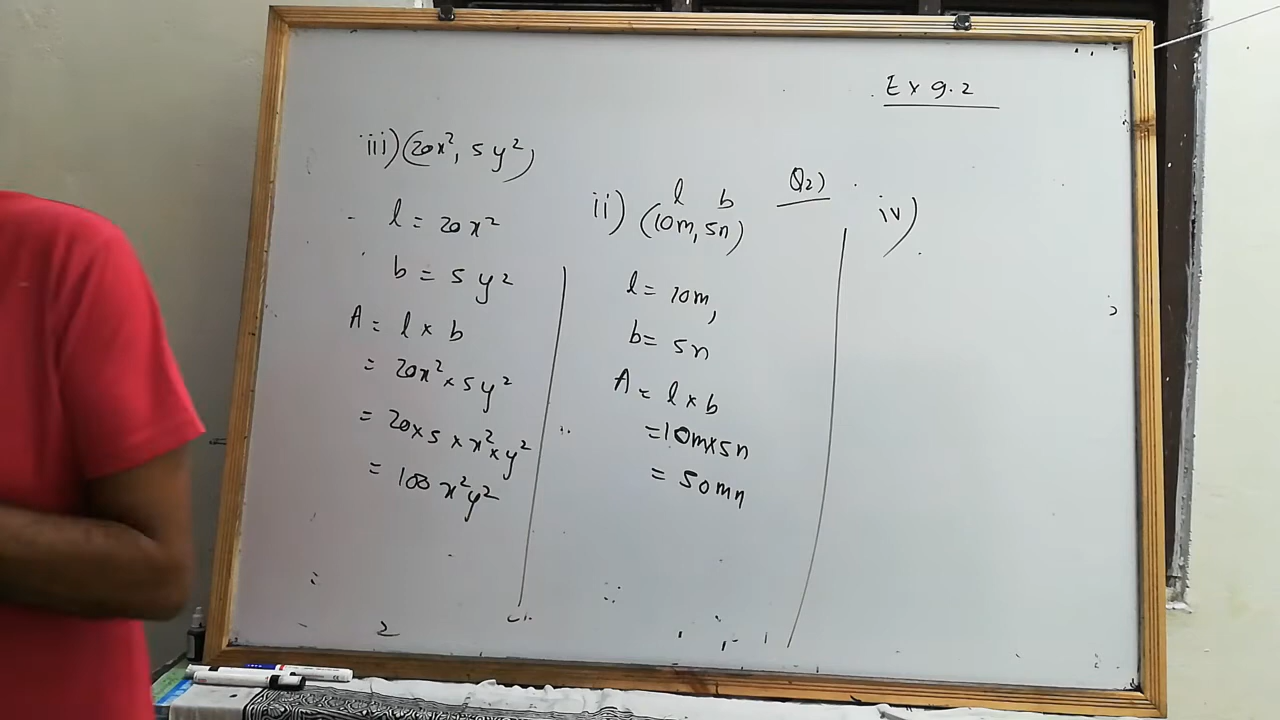 Ex 9.2
iii) (20x², 5y²)
l = 20x²
b = 5y²
A = l × b
= 20x² × 5y²
= 20 × 5 × x² × y²
= 100 x²y²
Q2)
l b
ii) (10m, 5n)
l = 10m,
b = 5n
A = l × b
= 10m × 5n
= 50mn
iv)